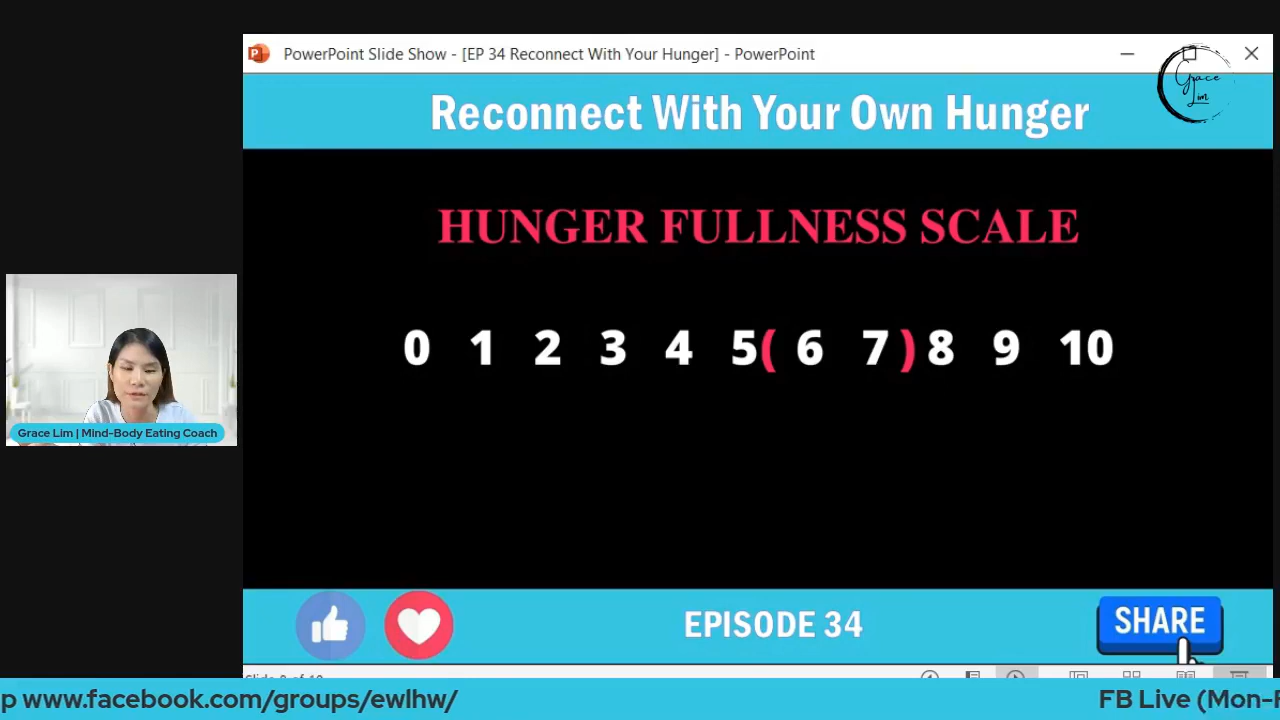 PowerPoint Slide Show - [EP 34 Reconnect With Your Hunger] - PowerPoint
Grace
Lim
Reconnect With Your Own Hunger
HUNGER FULLNESS SCALE
0 1 2 3 4 5( 6 7 )8 9 10
Grace Lim | Mind-Body Eating Coach
EPISODE 34
SHARE
p www.facebook.com/groups/ewlhw/
FB Live (Mon-F